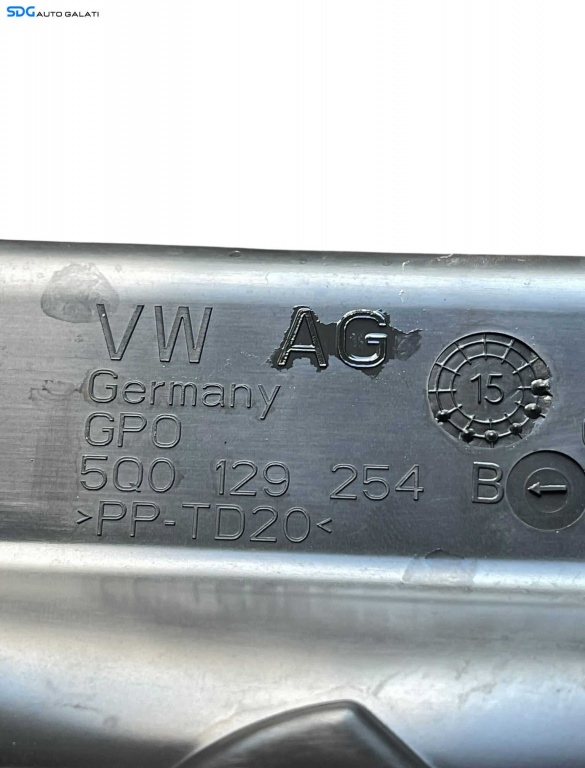 SDG AUTO GALATI
VW AG
Germany
GPO
5Q0 129 254 B
>PP-TD20<
15